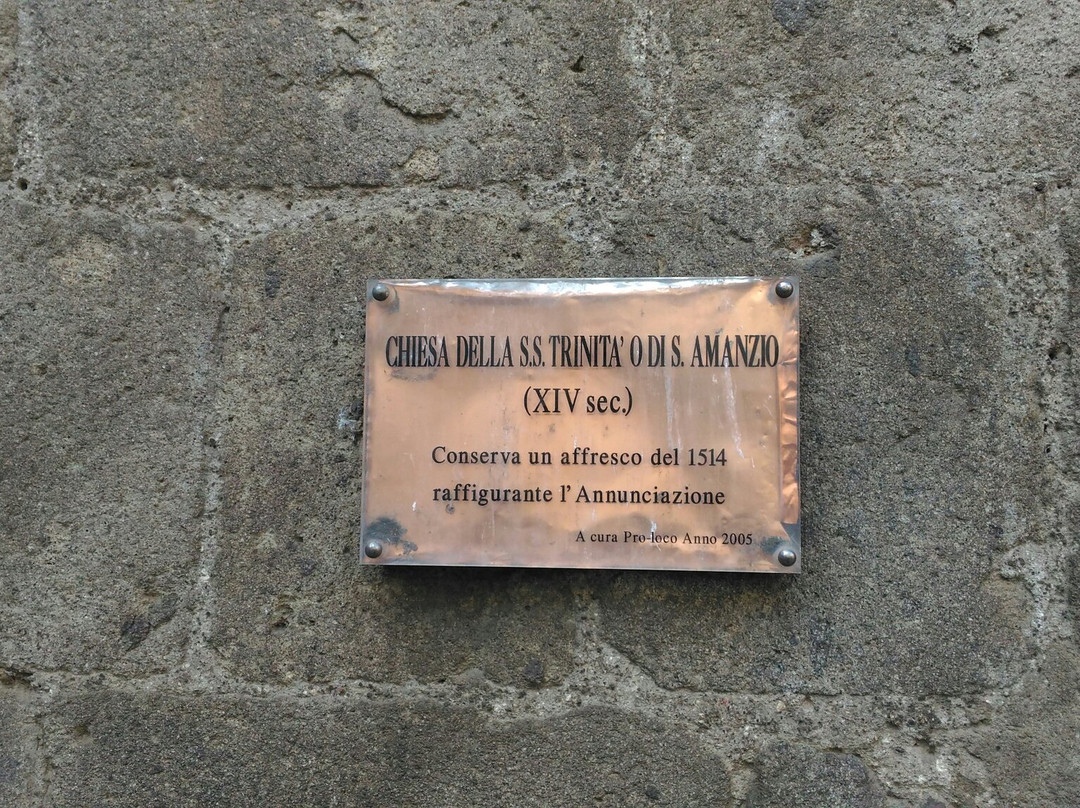 CHIESA DELLA S.S. TRINITA' O DI S. AMANZIO
(XIV sec.)
Conserva un affresco del 1514
raffigurante l'Annunciazione
A cura Pro-loco Anno 2005